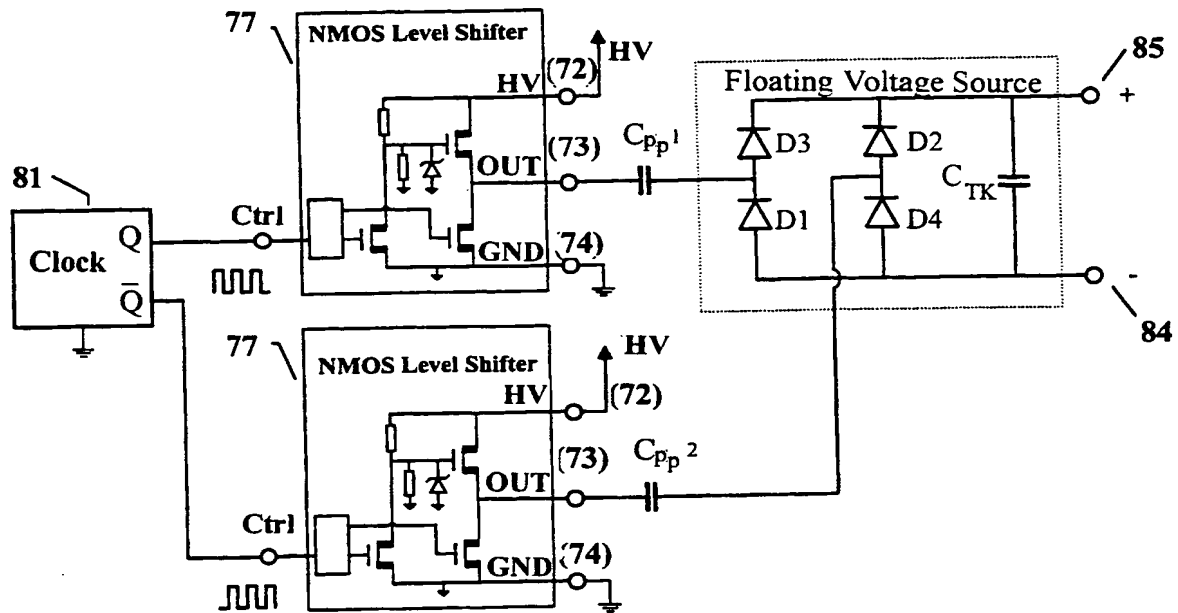 77
NMOS Level Shifter
HV
HV
(72)
OUT
(73)
GND
(74)
Cpp1
Floating Voltage Source
D3
D2
D1
D4
CTK
+
85
-
84
81
Clock
Q
Q̅
Ctrl
77
NMOS Level Shifter
HV
HV
(72)
OUT
(73)
GND
(74)
Cpp2
Ctrl